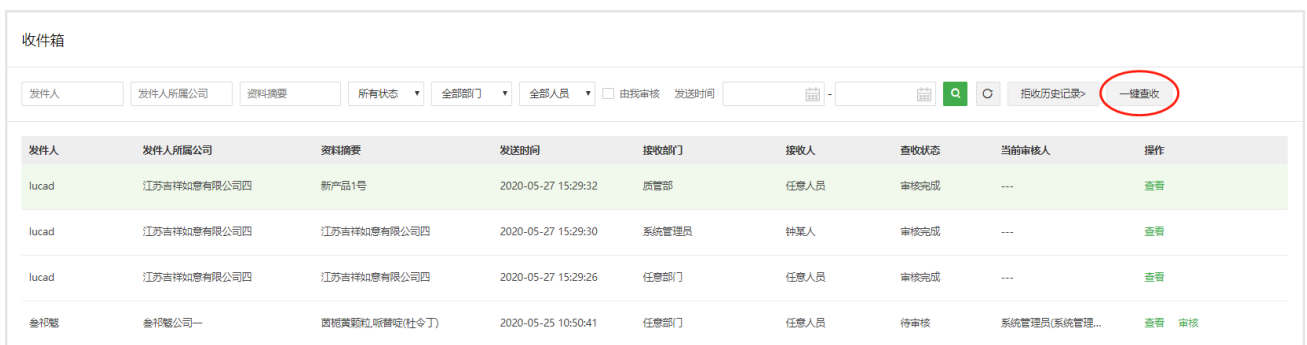 收件箱
发件人 发件人所属公司 资料摘要 所有状态 全部部门 全部人员 由我审核 发送时间 - 拒收历史记录> 一键查收
发件人 发件人所属公司 资料摘要 发送时间 接收部门 接收人 查收状态 当前审核人 操作
lucad 江苏吉祥如意有限公司四 新产品1号 2020-05-27 15:29:32 质管部 任意人员 审核完成 --- 查看
lucad 江苏吉祥如意有限公司四 江苏吉祥如意有限公司四 2020-05-27 15:29:30 系统管理员 钟某人 审核完成 --- 查看
lucad 江苏吉祥如意有限公司四 江苏吉祥如意有限公司四 2020-05-27 15:29:26 任意部门 任意人员 审核完成 --- 查看
叁祁魃 叁祁魃公司一 茵栀黄颗粒,哌替啶(杜冷丁) 2020-05-25 10:50:41 任意部门 任意人员 待审核 系统管理员(系统管理... 查看 审核